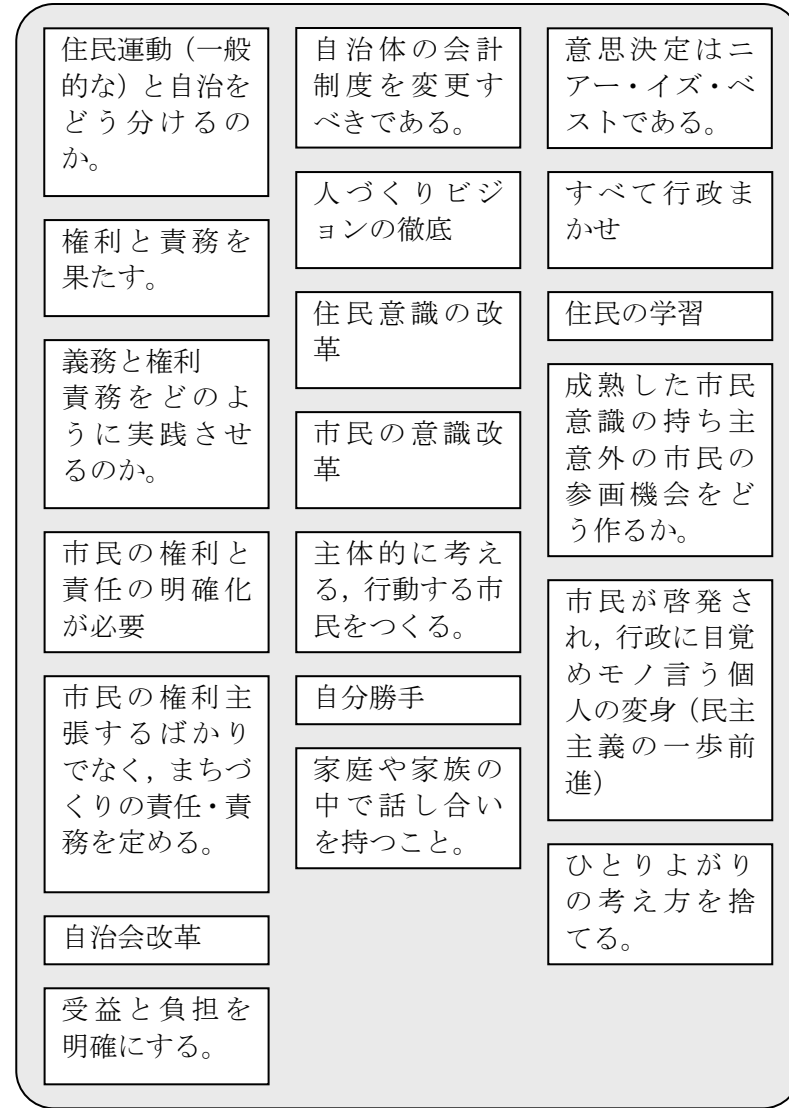 住民運動（一般
的な）と自治を
どう分けるの
か。
権利と責務を
果たす。
義務と権利
責務をどのよ
うに実践させ
るのか。
市民の権利と
責任の明確化
が必要
市民の権利主
張するばかり
でなく，まちづ
くりの責任・責
務を定める。
自治会改革
受益と負担を
明確にする。
自治体の会計
制度を変更す
べきである。
人づくりビジ
ョンの徹底
住民意識の改
革
市民の意識改
革
主体的に考え
る，行動する市
民をつくる。
自分勝手
家庭や家族の
中で話し合い
を持つこと。
意思決定はニ
アー・イズ・ベ
ストである。
すべて行政ま
かせ
住民の学習
成熟した市民
意識の持ち主
意外の市民の
参画機会をど
う作るか。
市民が啓発さ
れ，行政に目覚
めモノ言う個
人の変身（民主
主義の一歩前
進）
ひとりよがり
の考え方を捨
てる。